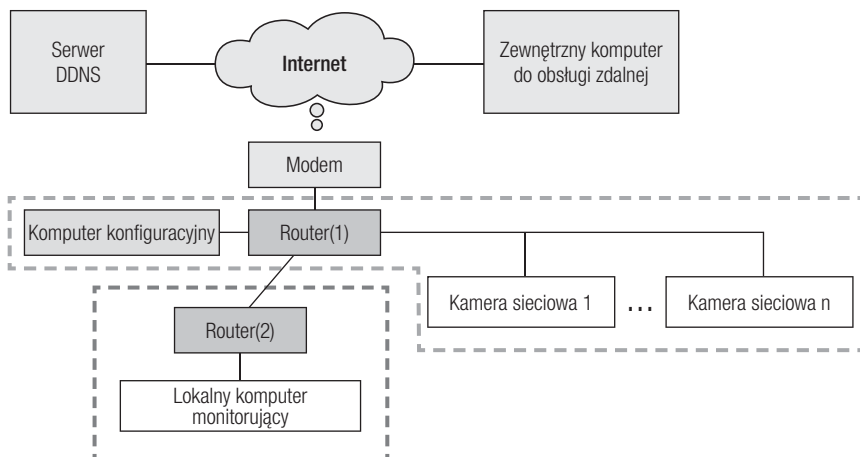 Serwer
DDNS
Internet
Zewnętrzny komputer
do obsługi zdalnej
Modem
Komputer konfiguracyjny
Router(1)
Kamera sieciowa 1
...
Kamera sieciowa n
Router(2)
Lokalny komputer
monitorujący